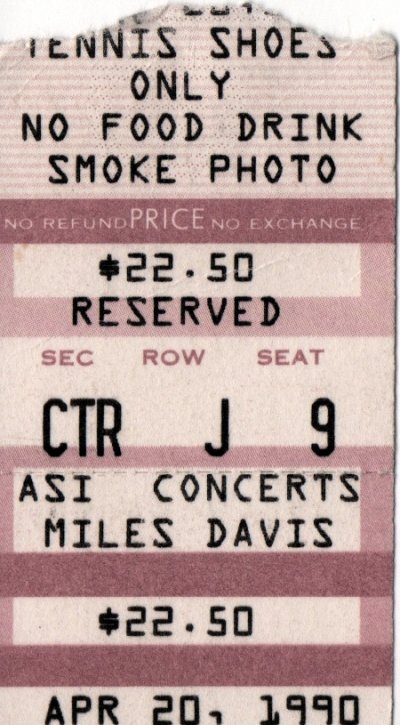 TENNIS SHOES
ONLY
NO FOOD DRINK
SMOKE PHOTO
NO REFUND PRICE NO EXCHANGE
$22.50
RESERVED
SEC ROW SEAT
CTR J 9
ASI CONCERTS
MILES DAVIS
$22.50
APR 20, 1990